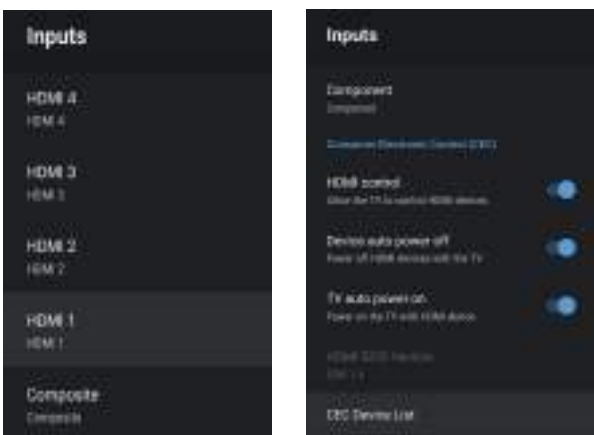 Inputs
HDMI 4
HDMI 4
HDMI 3
HDMI 3
HDMI 2
HDMI 2
HDMI 1
HDMI 1
Composite
Composite
Inputs
Component
Component
Consumer Electronic Control (CEC)
HDMI control
Allow the TV to control HDMI devices
Device auto power off
Power off HDMI devices with the TV
TV auto power on
Power on the TV with HDMI device
HDMI EDID Version
CEC Device List